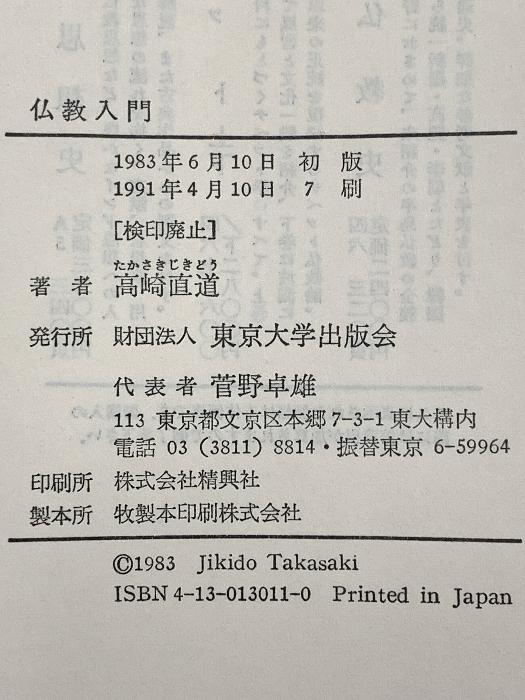 仏教入門
1983年6月10日 初 版
1991年4月10日 7 刷
[検印廃止]
たかさきじきどう
著 者 高崎直道
発行所 財団法人 東京大学出版会
代表者 菅野卓雄
113 東京都文京区本郷7-3-1東大構内
電話 03 (3811) 8814・振替東京 6-59964
印刷所 株式会社精興社
製本所 牧製本印刷株式会社
©1983 Jikido Takasaki
ISBN 4-13-013011-0 Printed in Japan